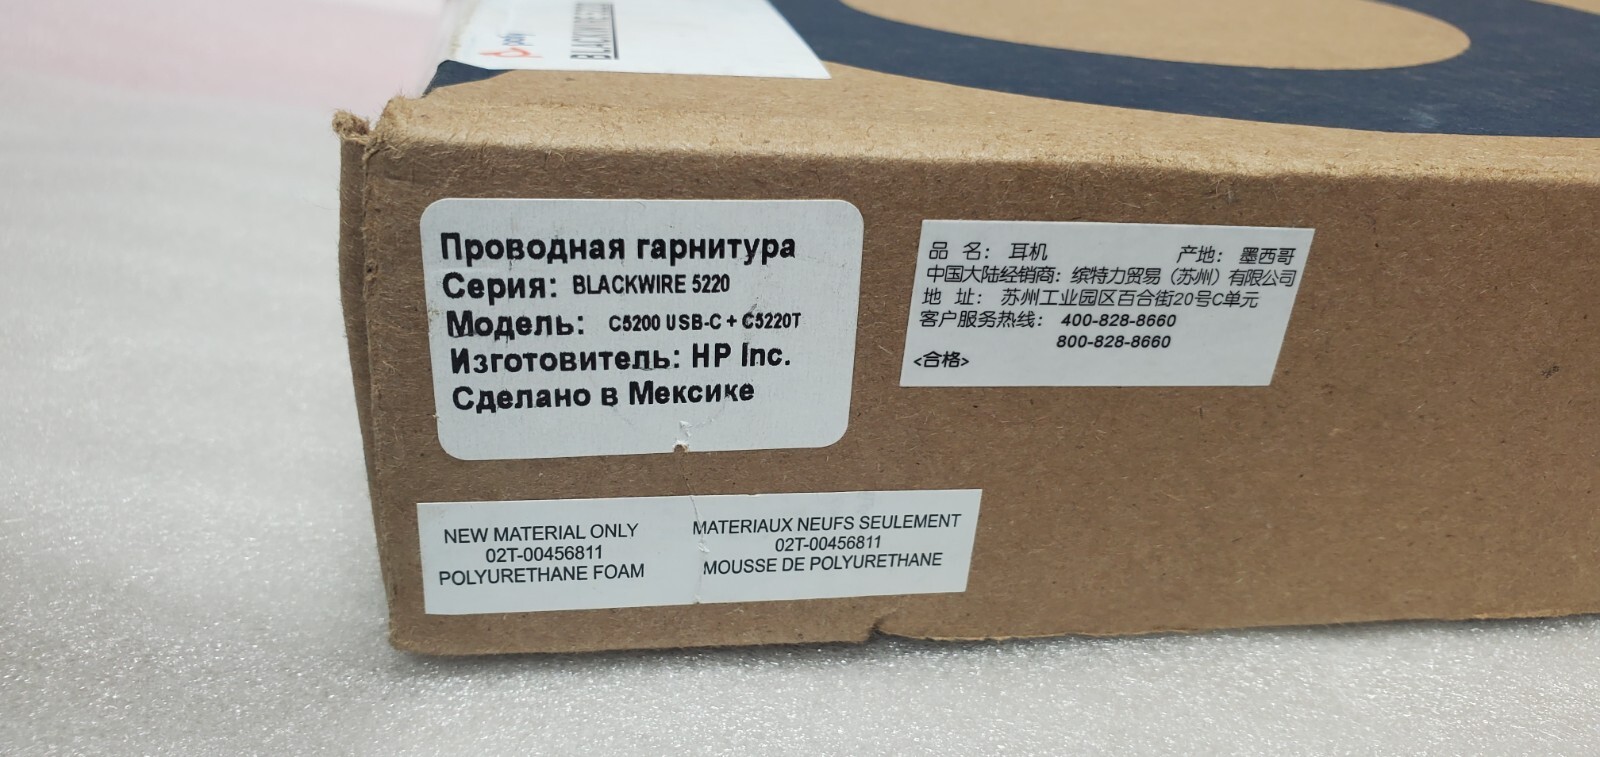 poly
BLACKWIRE 5220
Проводная гарнитура
Серия: BLACKWIRE 5220
Модель: C5200 USB-C + C5220T
Изготовитель: HP Inc.
Сделано в Мексике
品 名： 耳机 产地： 墨西哥
中国大陆经销商：缤特力贸易（苏州）有限公司
地 址： 苏州工业园区百合街20号C单元
客户服务热线： 400-828-8660
800-828-8660
<合格>
NEW MATERIAL ONLY
02T-00456811
POLYURETHANE FOAM
MATERIAUX NEUFS SEULEMENT
02T-00456811
MOUSSE DE POLYURETHANE